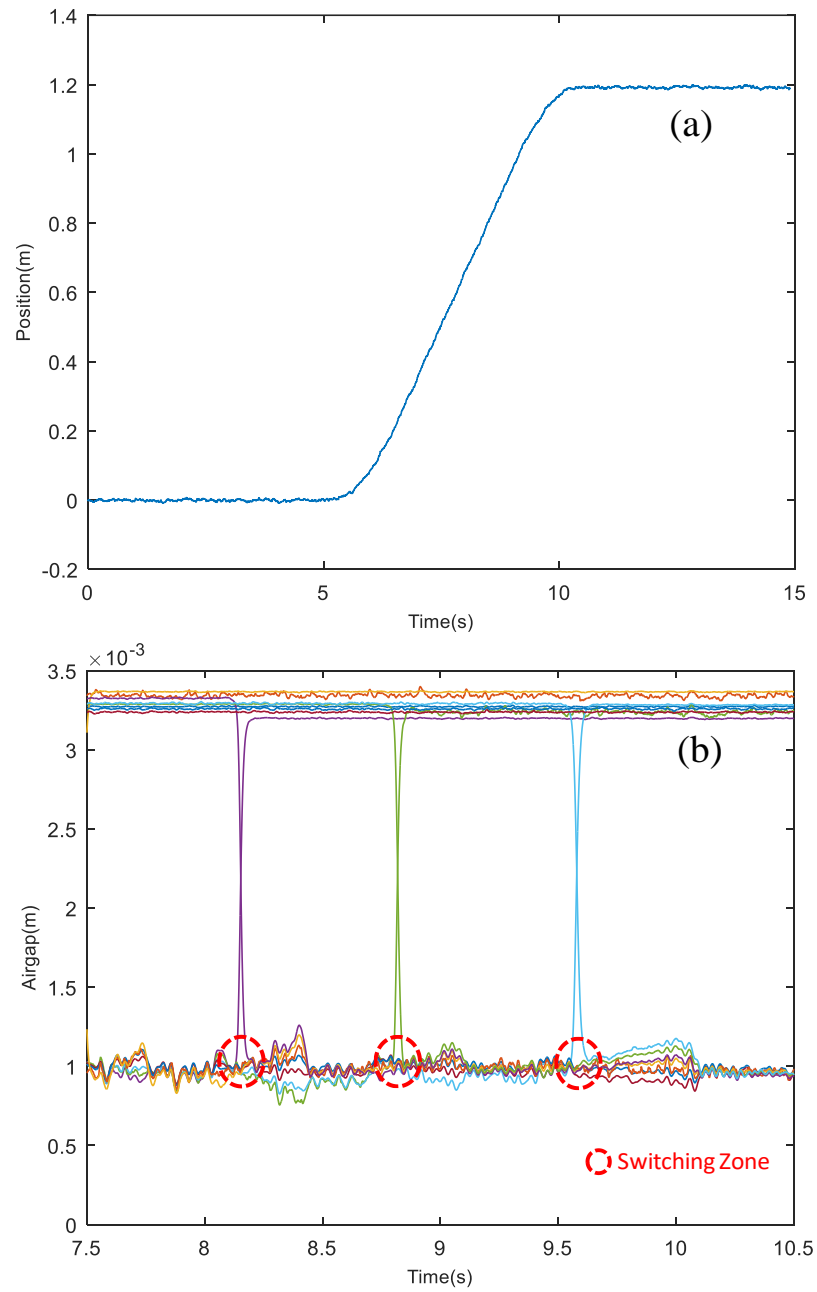 1.4
1.2
(a)
1
0.8
Position(m)
0.6
0.4
0.2
0
-0.2
0 5 10 15
Time(s)
× 10⁻³
3.5
(b)
3
2.5
2
Airgap(m)
1.5
1
0.5
Switching Zone
0
7.5 8 8.5 9 9.5 10 10.5
Time(s)